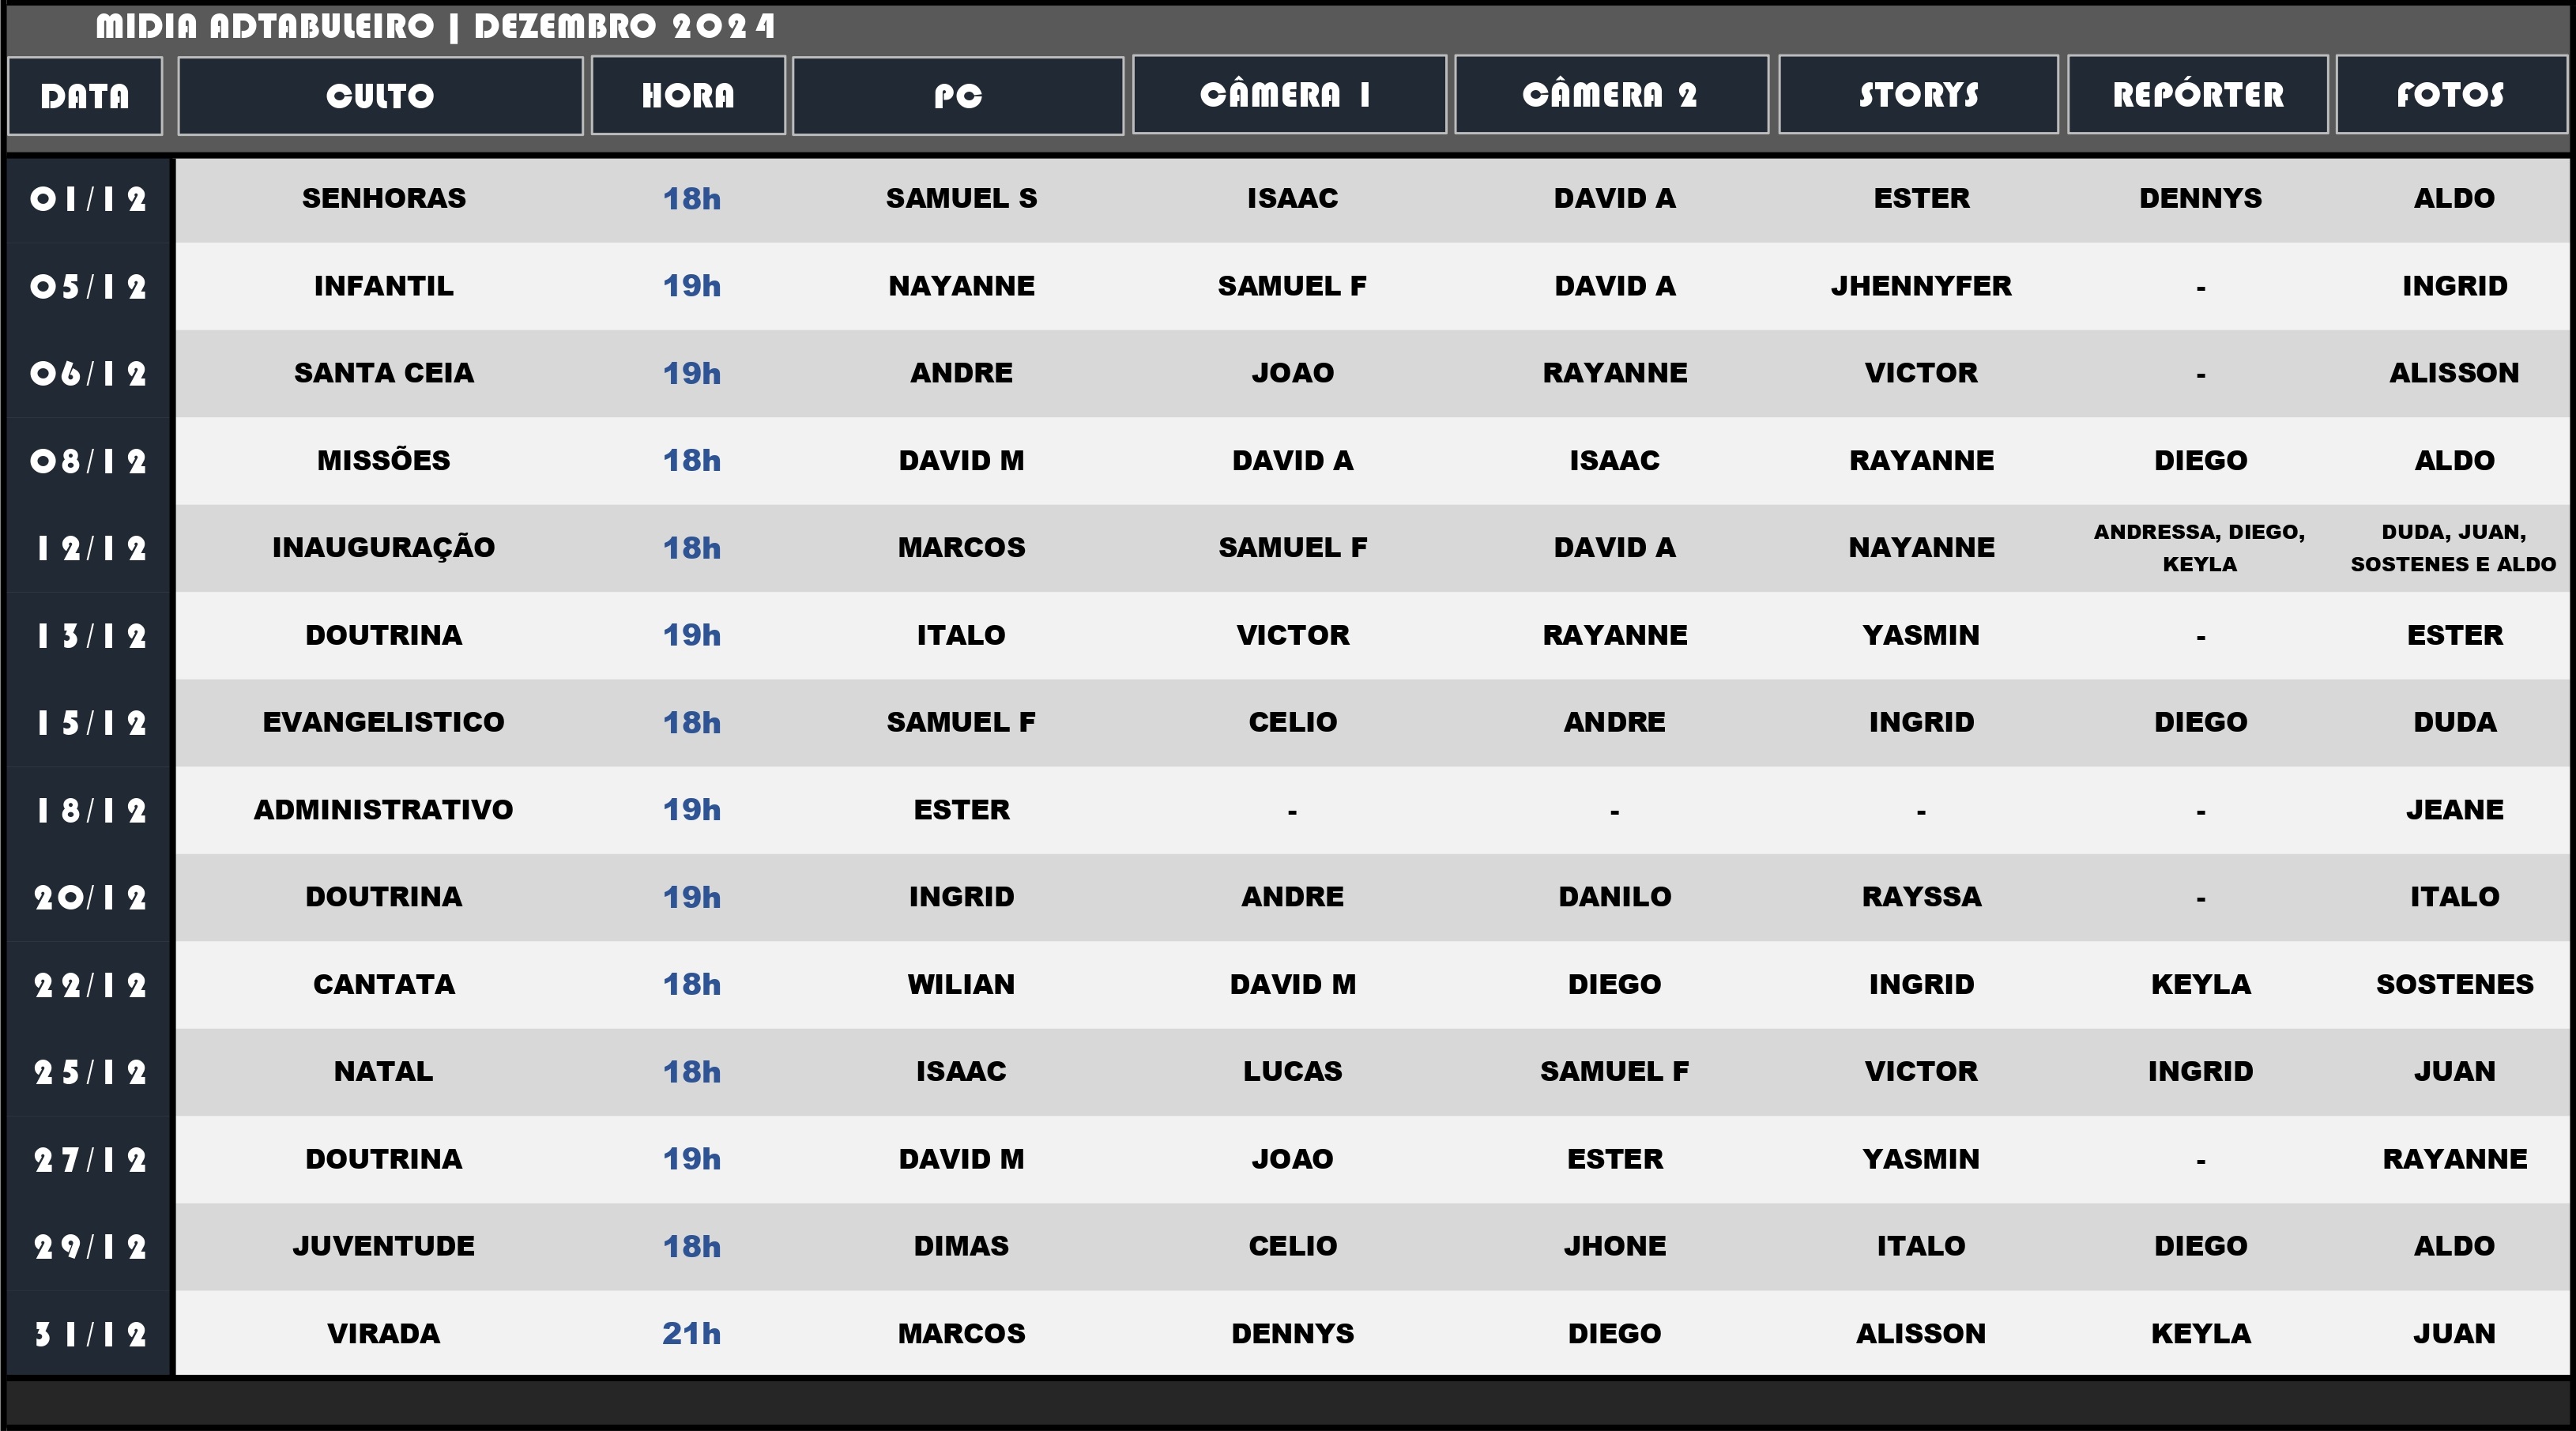 MIDIA ADTABULEIRO | DEZEMBRO 2024
DATA CULTO HORA PC CÂMERA 1 CÂMERA 2 STORYS REPÓRTER FOTOS
01/12 SENHORAS 18h SAMUEL S ISAAC DAVID A ESTER DENNYS ALDO
05/12 INFANTIL 19h NAYANNE SAMUEL F DAVID A JHENNYFER - INGRID
06/12 SANTA CEIA 19h ANDRE JOAO RAYANNE VICTOR - ALISSON
08/12 MISSÕES 18h DAVID M DAVID A ISAAC RAYANNE DIEGO ALDO
12/12 INAUGURAÇÃO 18h MARCOS SAMUEL F DAVID A NAYANNE ANDRESSA, DIEGO, KEYLA DUDA, JUAN, SOSTENES E ALDO
13/12 DOUTRINA 19h ITALO VICTOR RAYANNE YASMIN - ESTER
15/12 EVANGELISTICO 18h SAMUEL F CELIO ANDRE INGRID DIEGO DUDA
18/12 ADMINISTRATIVO 19h ESTER - - - - JEANE
20/12 DOUTRINA 19h INGRID ANDRE DANILO RAYSSA - ITALO
22/12 CANTATA 18h WILIAN DAVID M DIEGO INGRID KEYLA SOSTENES
25/12 NATAL 18h ISAAC LUCAS SAMUEL F VICTOR INGRID JUAN
27/12 DOUTRINA 19h DAVID M JOAO ESTER YASMIN - RAYANNE
29/12 JUVENTUDE 18h DIMAS CELIO JHONE ITALO DIEGO ALDO
31/12 VIRADA 21h MARCOS DENNYS DIEGO ALISSON KEYLA JUAN